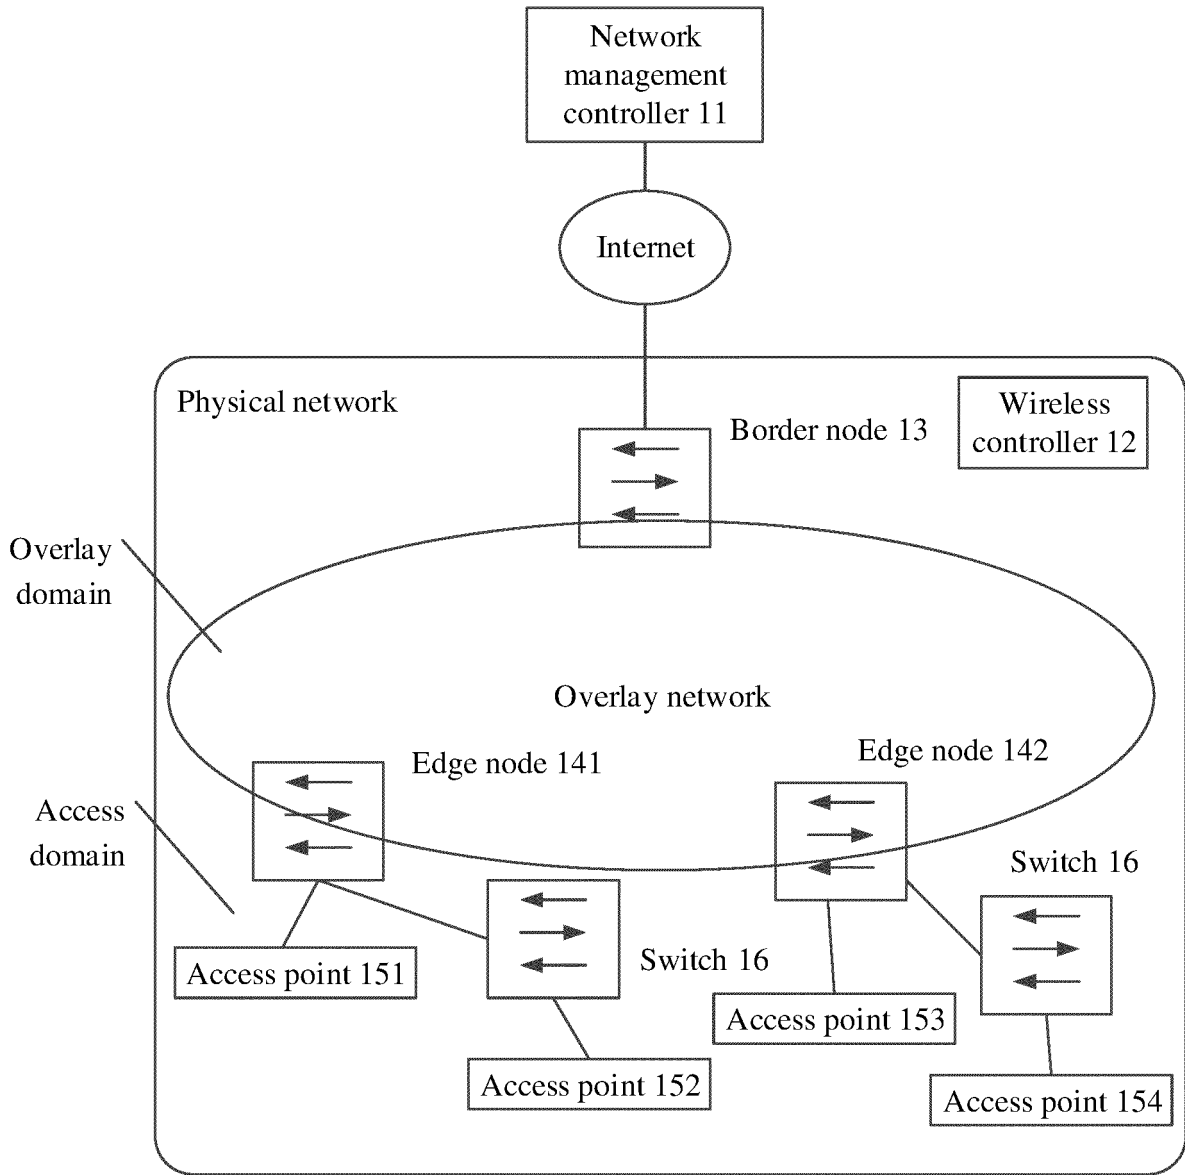 Network
management
controller 11
Internet
Physical network
Wireless
controller 12
Border node 13
Overlay
domain
Overlay network
Edge node 141
Edge node 142
Access
domain
Switch 16
Switch 16
Access point 151
Access point 153
Access point 152
Access point 154